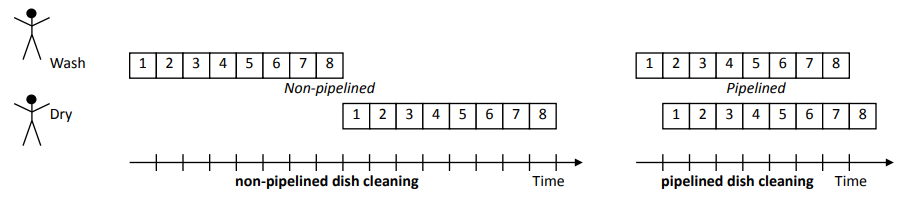 Wash
1 2 3 4 5 6 7 8
1 2 3 4 5 6 7 8
Non-pipelined
Pipelined
Dry
1 2 3 4 5 6 7 8
1 2 3 4 5 6 7 8
non-pipelined dish cleaning
Time
pipelined dish cleaning
Time